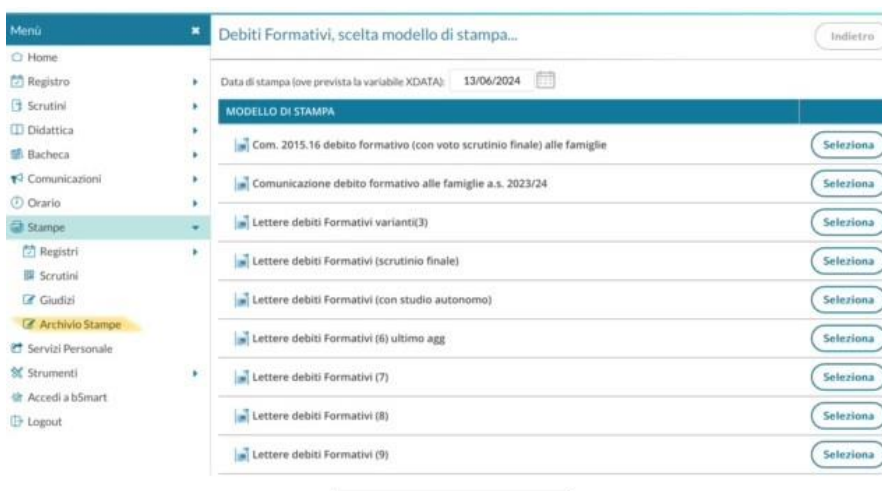 Menù
Home
Registro
Scrutini
Didattica
Bacheca
Comunicazioni
Orario
Stampe
Registri
Scrutini
Giudizi
Archivio Stampe
Servizi Personale
Strumenti
Accedi a bSmart
Logout
Debiti Formativi, scelta modello di stampa...
Indietro
Data di stampa (ove prevista la variabile XDATA): 13/06/2024
MODELLO DI STAMPA
Com. 2015.16 debito formativo (con voto scrutinio finale) alle famiglie Seleziona
Comunicazione debito formativo alle famiglie a.s. 2023/24 Seleziona
Lettere debiti Formativi varianti(3) Seleziona
Lettere debiti Formativi (scrutinio finale) Seleziona
Lettere debiti Formativi (con studio autonomo) Seleziona
Lettere debiti Formativi (6) ultimo agg Seleziona
Lettere debiti Formativi (7) Seleziona
Lettere debiti Formativi (8) Seleziona
Lettere debiti Formativi (9) Seleziona